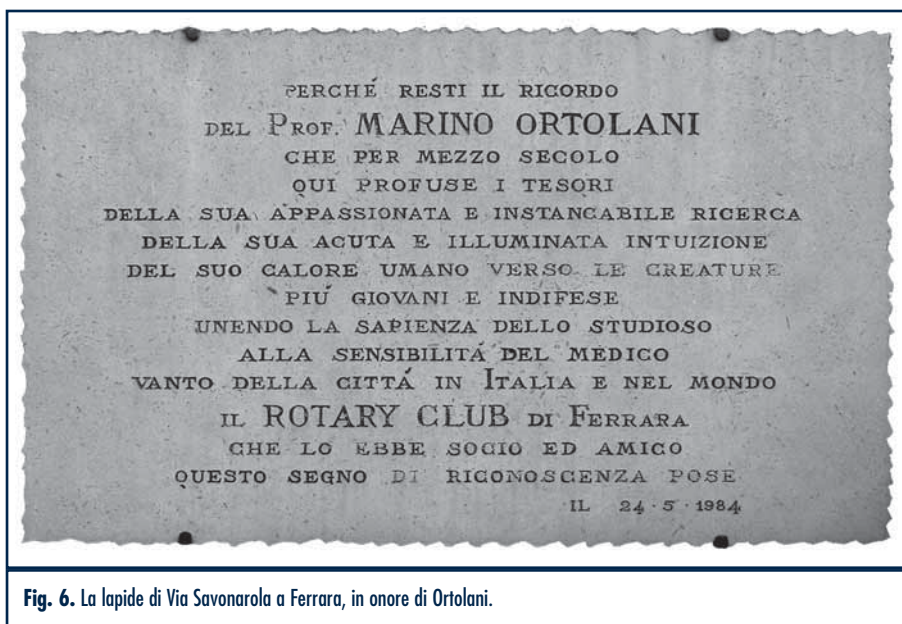 PERCHÉ RESTI IL RICORDO
DEL PROF. MARINO ORTOLANI
CHE PER MEZZO SECOLO
QUI PROFUSE I TESORI
DELLA SUA APPASSIONATA E INSTANCABILE RICERCA
DELLA SUA ACUTA E ILLUMINATA INTUIZIONE
DEL SUO CALORE UMANO VERSO LE CREATURE
PIÚ GIOVANI E INDIFESE
UNENDO LA SAPIENZA DELLO STUDIOSO
ALLA SENSIBILITÁ DEL MEDICO
VANTO DELLA CITTÁ IN ITALIA E NEL MONDO
IL ROTARY CLUB DI FERRARA
CHE LO EBBE SOCIO ED AMICO
QUESTO SEGNO DI RICONOSCENZA POSE
IL 24·5·1984
Fig. 6. La lapide di Via Savonarola a Ferrara, in onore di Ortolani.